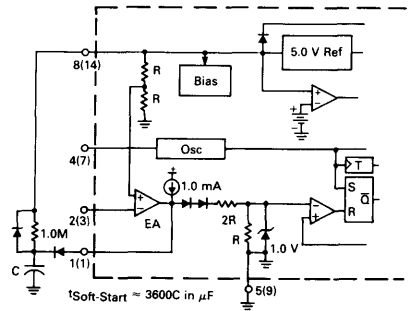 8(14)
R
R
Bias
5.0 V Ref
+
−
+
−
4(7)
Osc
T
S
Q̅
R
1.0 mA
+
2(3)
+
−
EA
2R
−
+
R
1.0 V
1.0M
1(1)
C
5(9)
tSoft-Start ≈ 3600C in µF